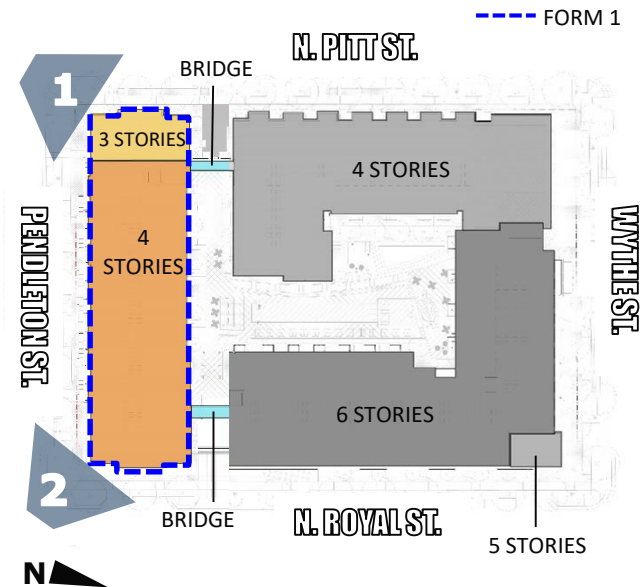 FORM 1
N. PITT ST.
BRIDGE
1
3 STORIES
4 STORIES
4
STORIES
PENDLETON ST.
WYTHE ST.
6 STORIES
2
BRIDGE
N. ROYAL ST.
5 STORIES
N